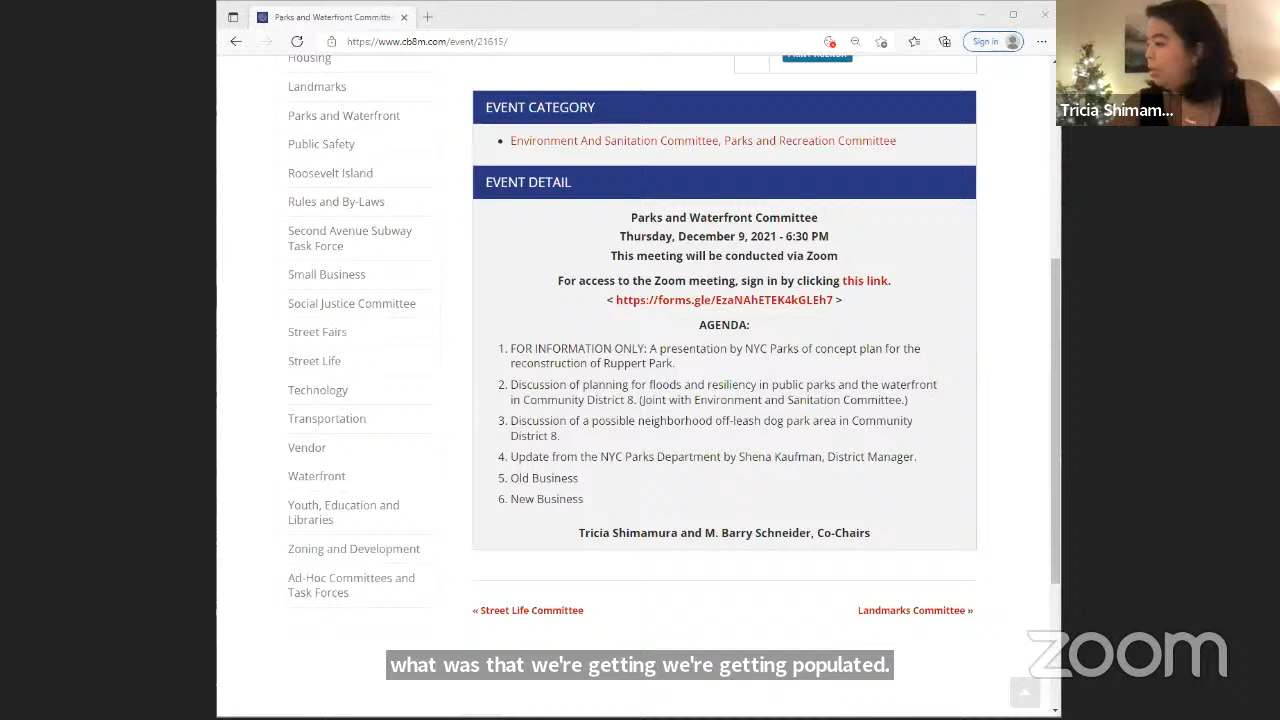 Parks and Waterfront Committe
https://www.cb8m.com/event/21615/
Sign in
Housing
Landmarks
Parks and Waterfront
Public Safety
Roosevelt Island
Rules and By-Laws
Second Avenue Subway
Task Force
Small Business
Social Justice Committee
Street Fairs
Street Life
Technology
Transportation
Vendor
Waterfront
Youth, Education and
Libraries
Zoning and Development
Ad-Hoc Committees and
Task Forces
EVENT CATEGORY
• Environment And Sanitation Committee, Parks and Recreation Committee
EVENT DETAIL
Parks and Waterfront Committee
Thursday, December 9, 2021 - 6:30 PM
This meeting will be conducted via Zoom
For access to the Zoom meeting, sign in by clicking this link.
< https://forms.gle/EzaNAhETEK4kGLEh7 >
AGENDA:
1. FOR INFORMATION ONLY: A presentation by NYC Parks of concept plan for the
reconstruction of Ruppert Park.
2. Discussion of planning for floods and resiliency in public parks and the waterfront
in Community District 8. (Joint with Environment and Sanitation Committee.)
3. Discussion of a possible neighborhood off-leash dog park area in Community
District 8.
4. Update from the NYC Parks Department by Shena Kaufman, District Manager.
5. Old Business
6. New Business
Tricia Shimamura and M. Barry Schneider, Co-Chairs
« Street Life Committee
Landmarks Committee »
Tricia Shimam...
what was that we're getting we're getting populated.
zoom